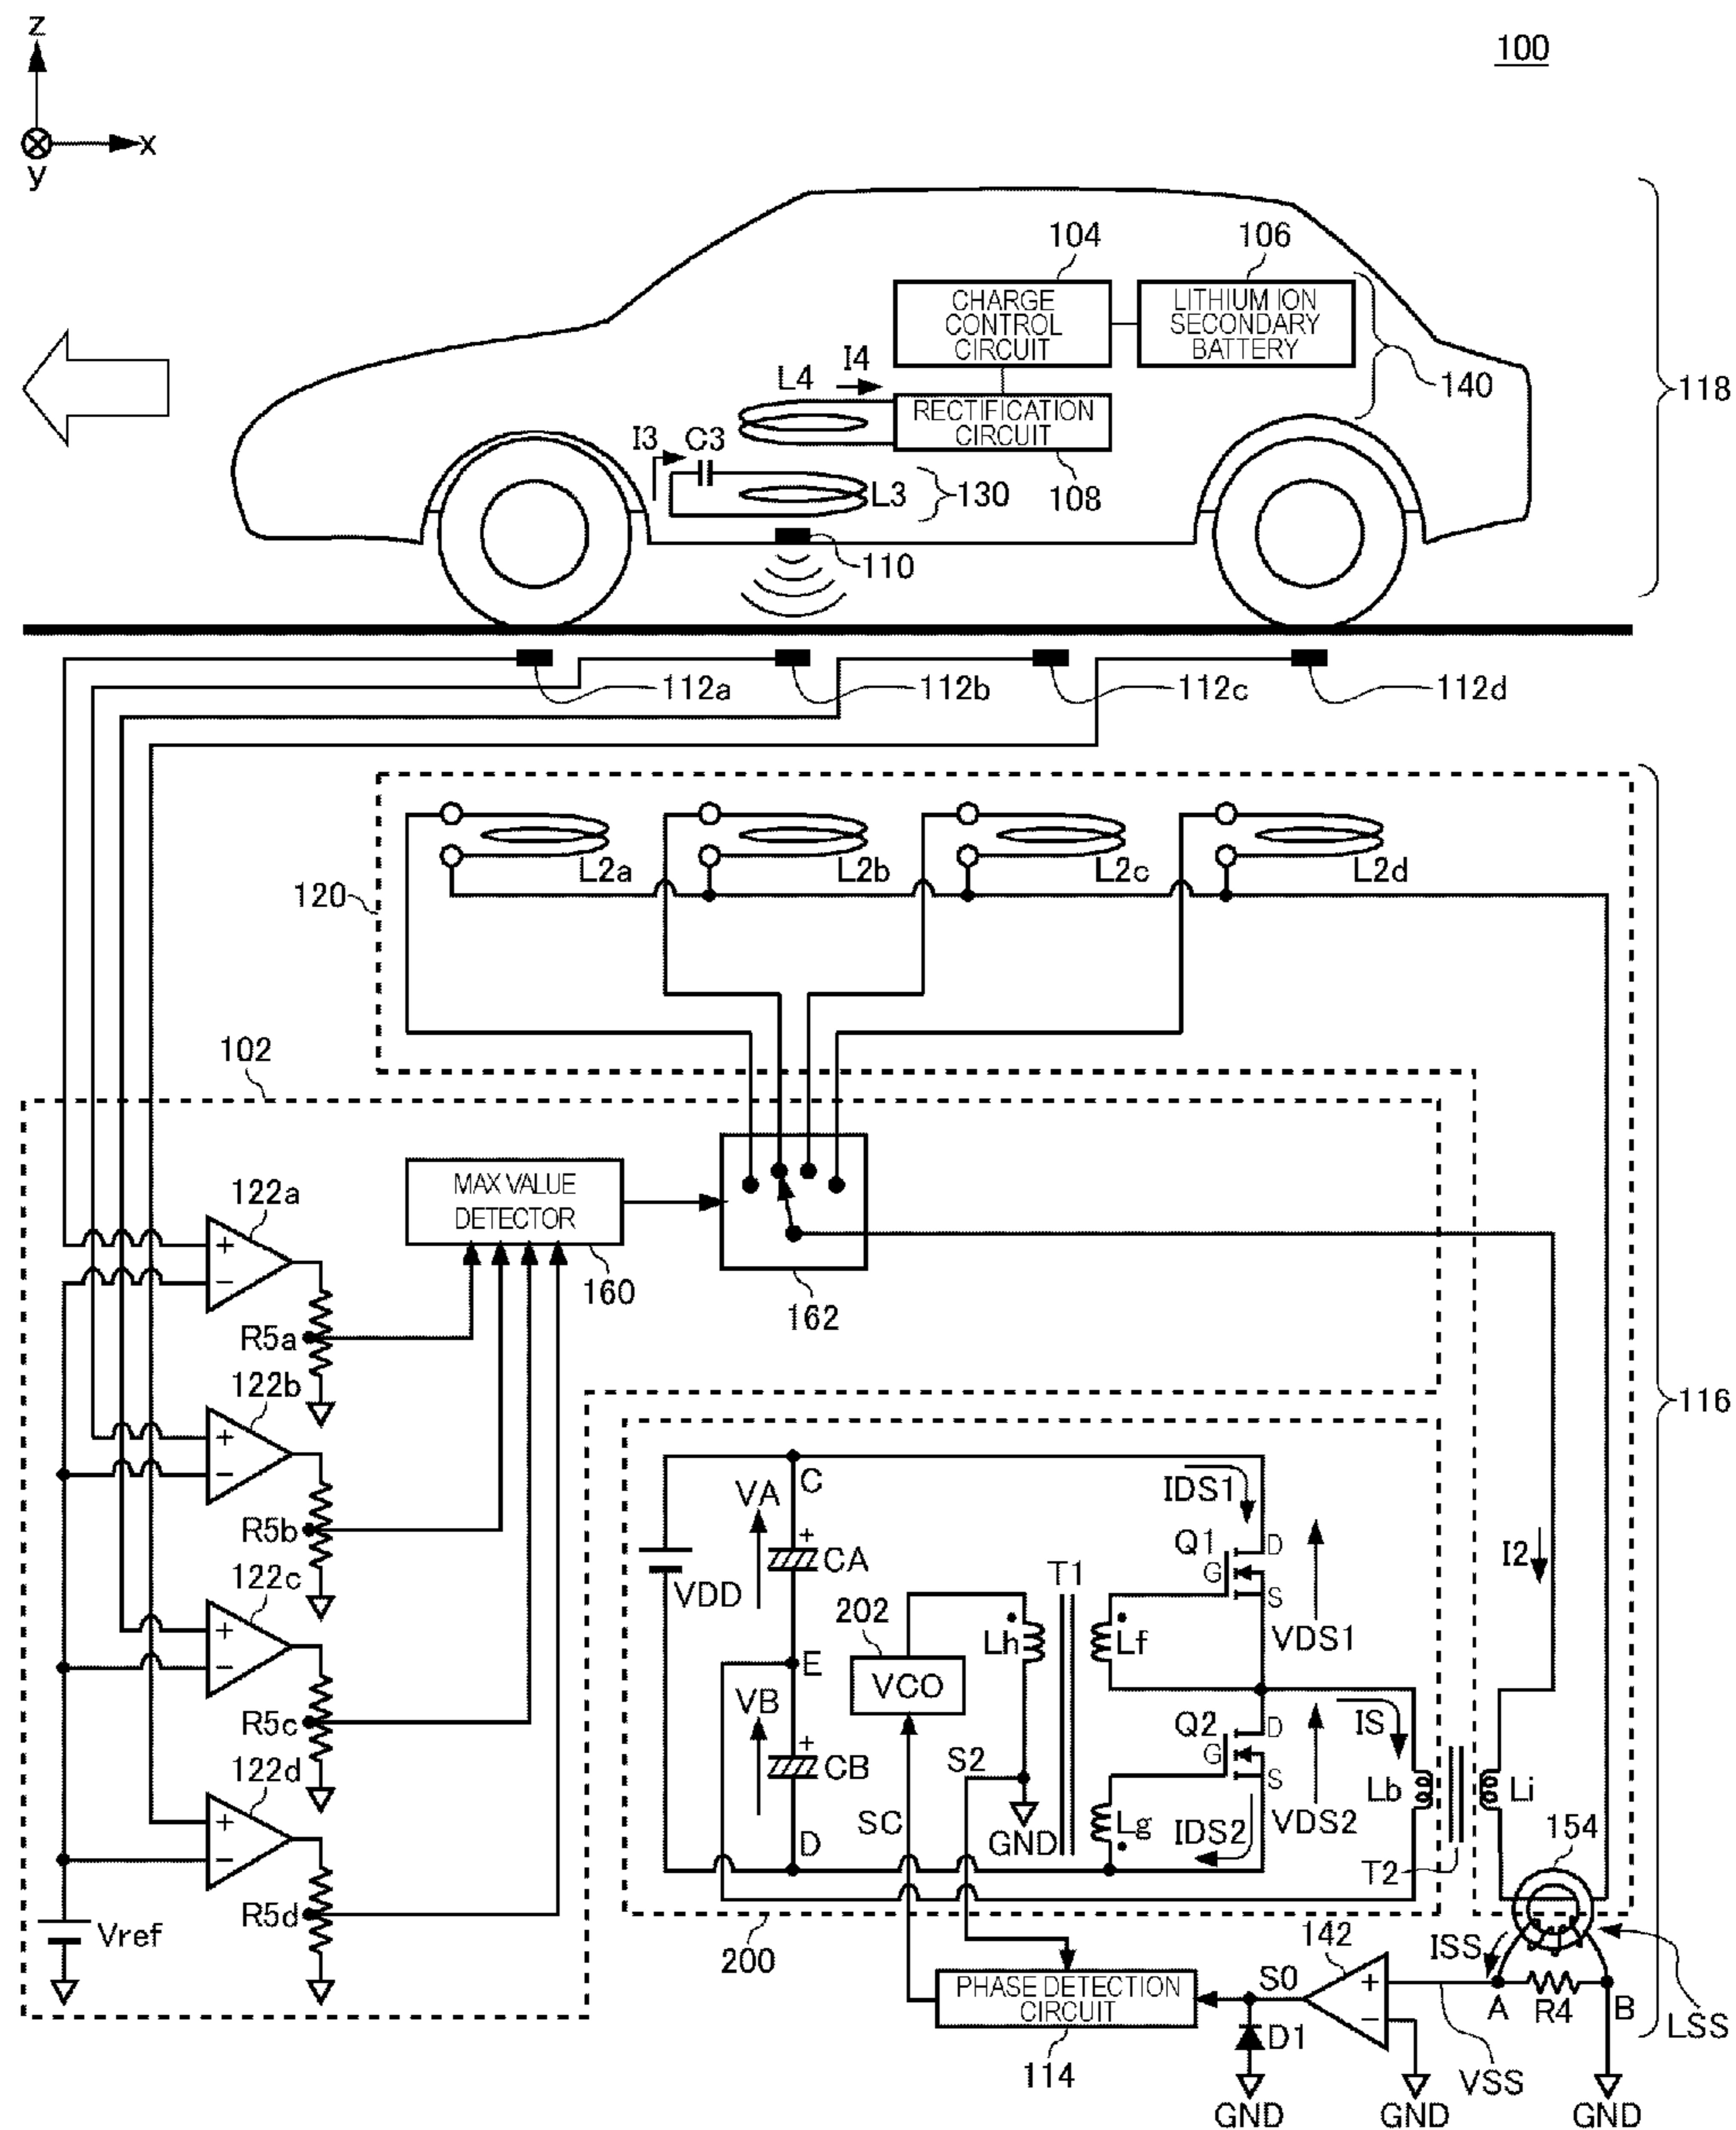 z
100
x
y
104
106
CHARGE
CONTROL
CIRCUIT
LITHIUM ION
SECONDARY
BATTERY
140
118
L4
I4
RECTIFICATION
CIRCUIT
I3
C3
L3
130
108
110
112a
112b
112c
112d
L2a
L2b
L2c
L2d
120
102
122a
MAX VALUE
DETECTOR
+
−
160
162
R5a
122b
116
+
−
C
VA
IDS1
R5b
+
CA
Q1
D
G
S
I2
VDD
T1
122c
202
Lh
Lf
VDS1
+
−
E
VCO
VB
Q2
D
G
S
IS
R5c
+
CB
S2
122d
Lb
Li
SC
GND
Lg
IDS2
VDS2
+
−
D
154
T2
R5d
Vref
200
142
ISS
PHASE DETECTION
CIRCUIT
S0
+
−
A
R4
B
LSS
D1
114
VSS
GND
GND
GND